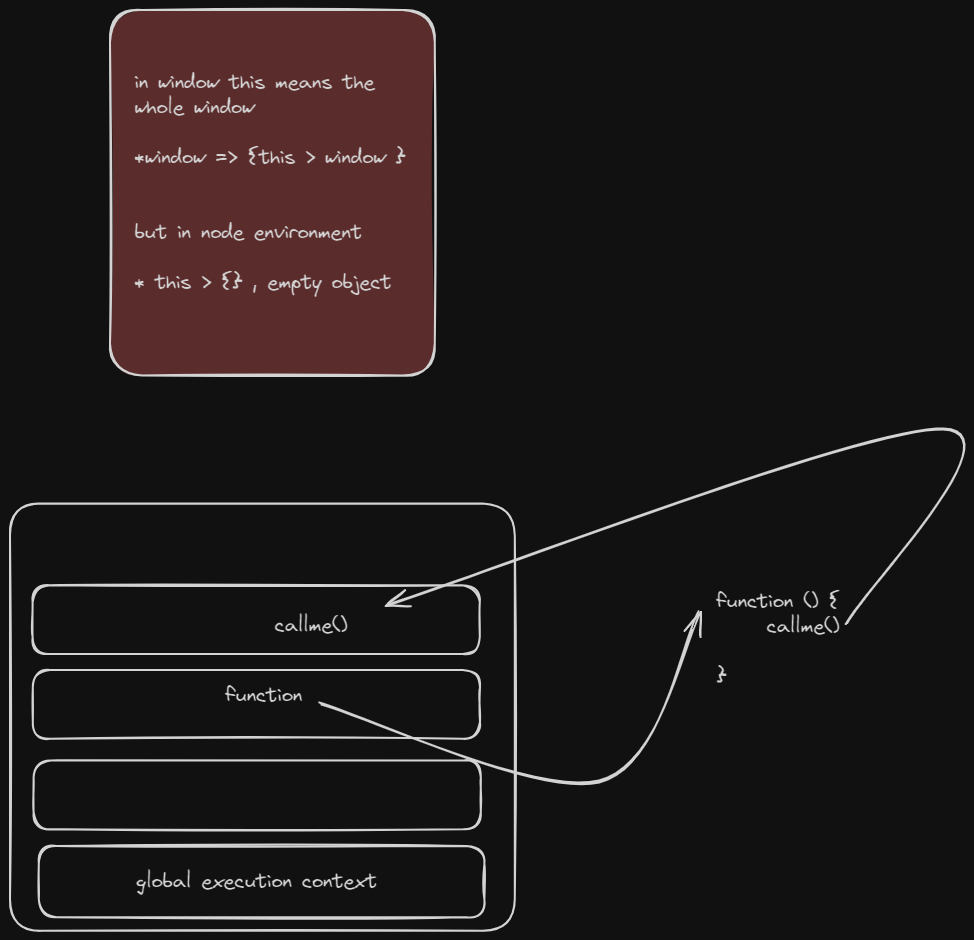 in window this means the
whole window
*window => {this > window }
but in node environment
* this > {} , empty object
function () {
callme()
}
callme()
function
global execution context